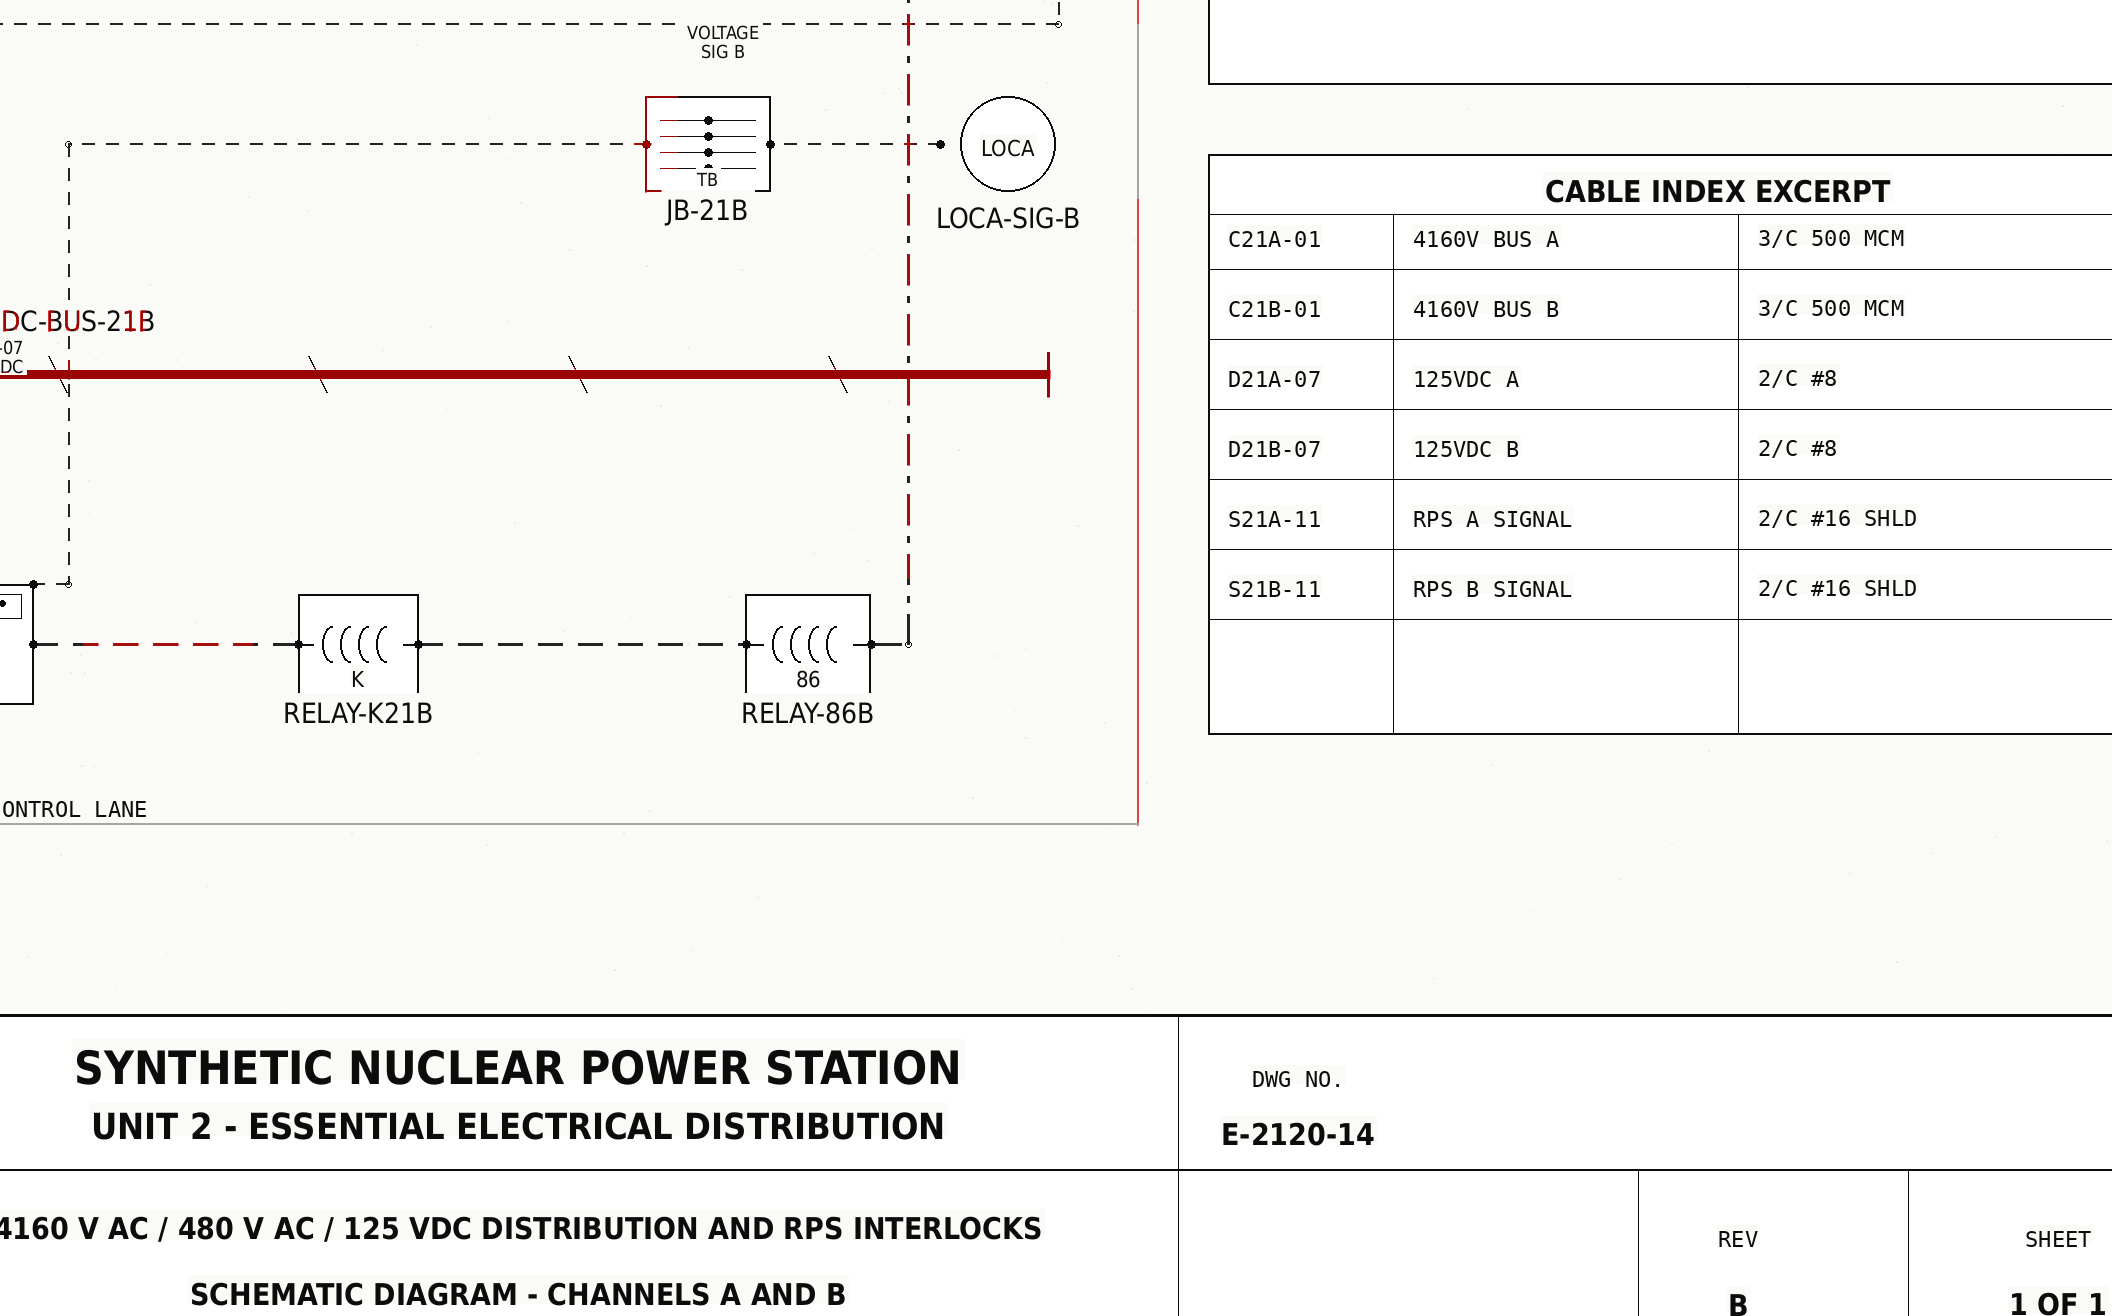 VOLTAGE
SIG B
LOCA
TB
JB-21B
LOCA-SIG-B
DC-BUS-21B
-07
DC
K
RELAY-K21B
86
RELAY-86B
ONTROL LANE
CABLE INDEX EXCERPT
C21A-01 4160V BUS A 3/C 500 MCM
C21B-01 4160V BUS B 3/C 500 MCM
D21A-07 125VDC A 2/C #8
D21B-07 125VDC B 2/C #8
S21A-11 RPS A SIGNAL 2/C #16 SHLD
S21B-11 RPS B SIGNAL 2/C #16 SHLD
SYNTHETIC NUCLEAR POWER STATION
UNIT 2 - ESSENTIAL ELECTRICAL DISTRIBUTION
DWG NO.
E-2120-14
4160 V AC / 480 V AC / 125 VDC DISTRIBUTION AND RPS INTERLOCKS
SCHEMATIC DIAGRAM - CHANNELS A AND B
REV
B
SHEET
1 OF 1